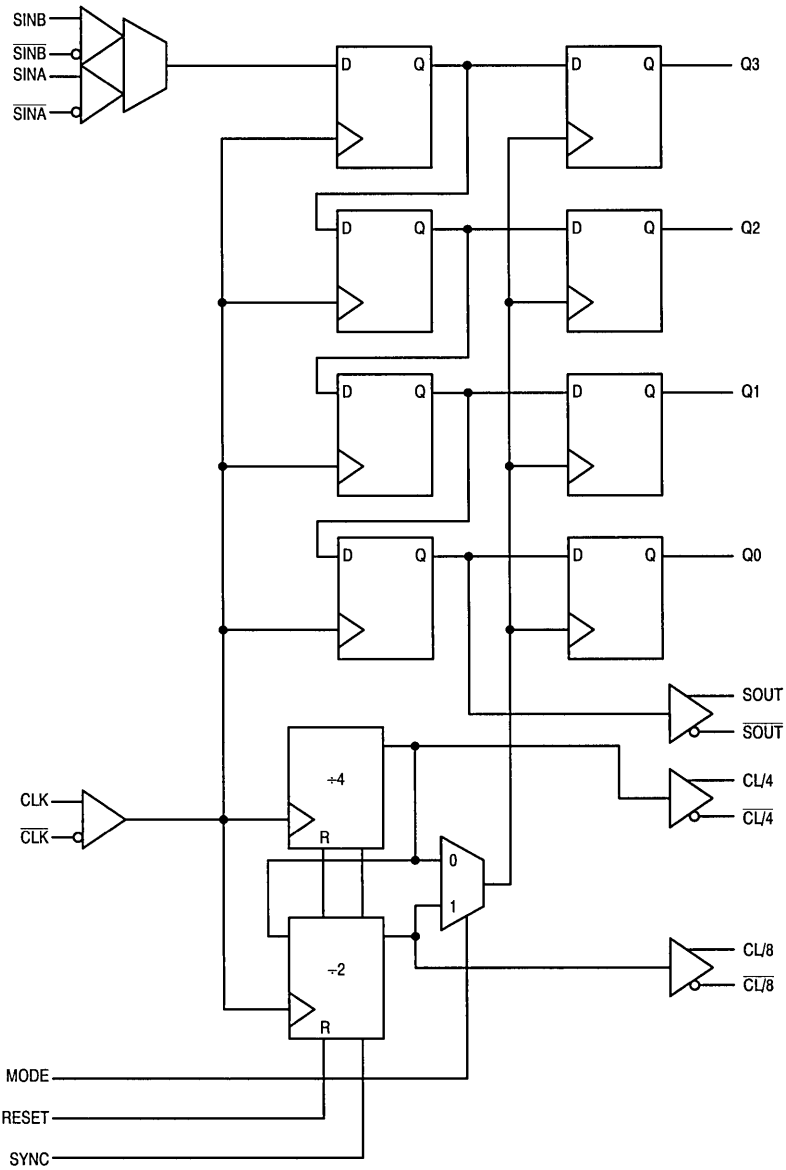 SINB
SINB
SINA
SINA
D Q D Q Q3
D Q D Q Q2
D Q D Q Q1
D Q D Q Q0
SOUT
SOUT
÷4
CLK
CLK
R
CL/4
CL/4
0
1
÷2
R
CL/8
CL/8
MODE
RESET
SYNC